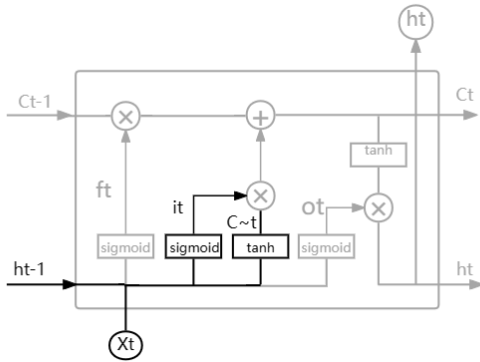 ht
Ct-1
Ct
×
+
tanh
ft
it
×
ot
×
C~t
sigmoid
sigmoid
tanh
sigmoid
ht-1
ht
Xt